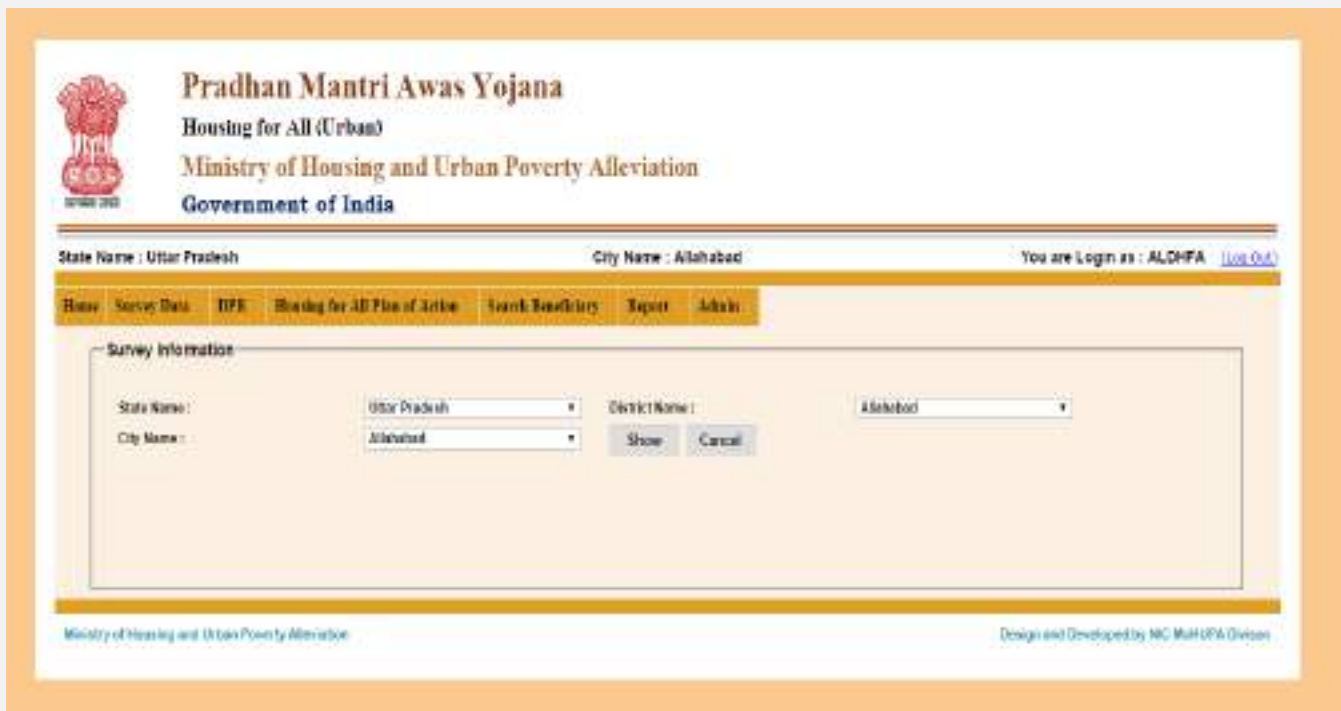 Pradhan Mantri Awas Yojana
Housing for All (Urban)
Ministry of Housing and Urban Poverty Alleviation
Government of India
State Name : Uttar Pradesh City Name : Allahabad You are Login as : ALDHFA (Log Out)
Home Survey Data DPR Housing for All Plan of Action Search Beneficiary Report Admin
Survey Information
State Name : Uttar Pradesh District Name : Allahabad
City Name : Allahabad Show Cancel
Ministry of Housing and Urban Poverty Alleviation Design and Developed by NIC MoHUPA Division